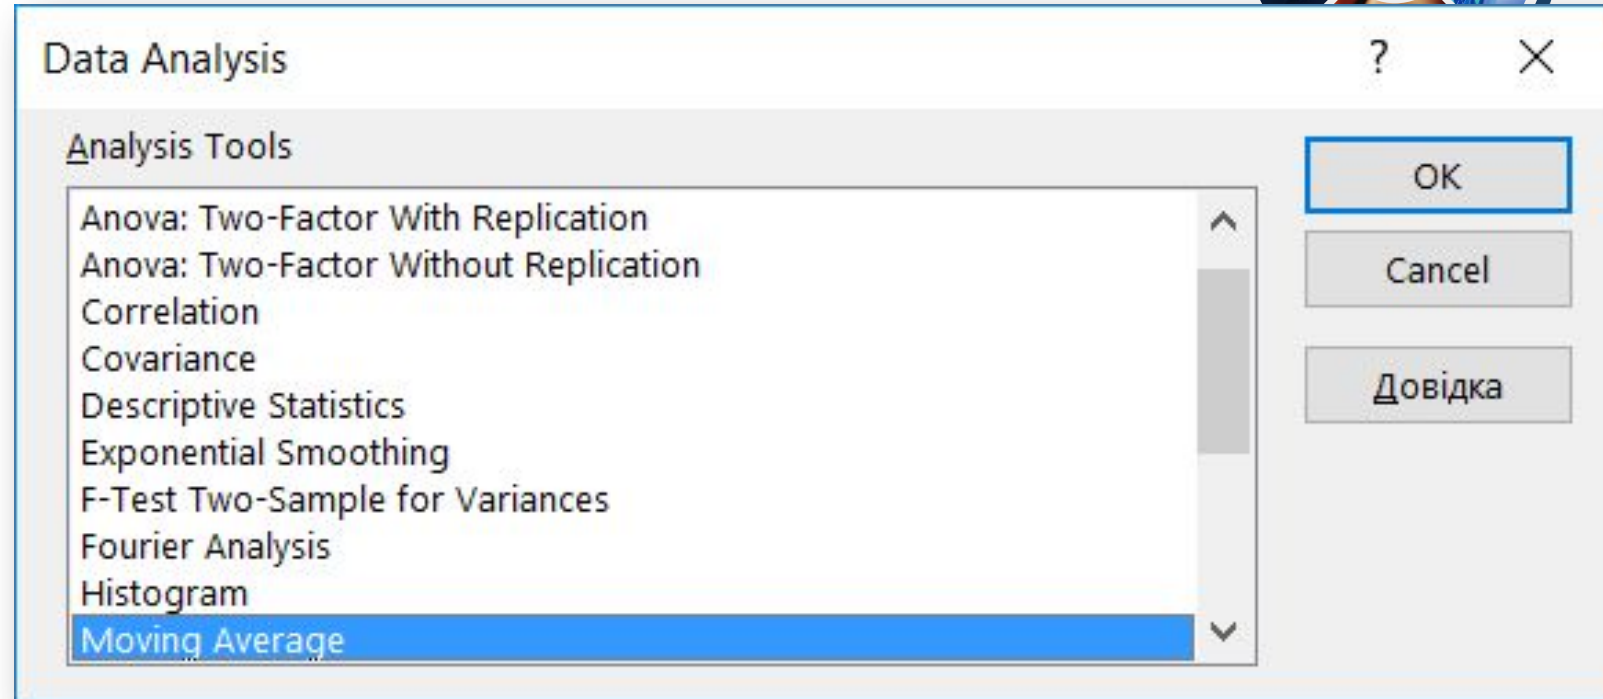 Data Analysis
?
Analysis Tools
OK
Anova: Two-Factor With Replication
Anova: Two-Factor Without Replication
Cancel
Correlation
Covariance
Довідка
Descriptive Statistics
Exponential Smoothing
F-Test Two-Sample for Variances
Fourier Analysis
Histogram
Moving Average